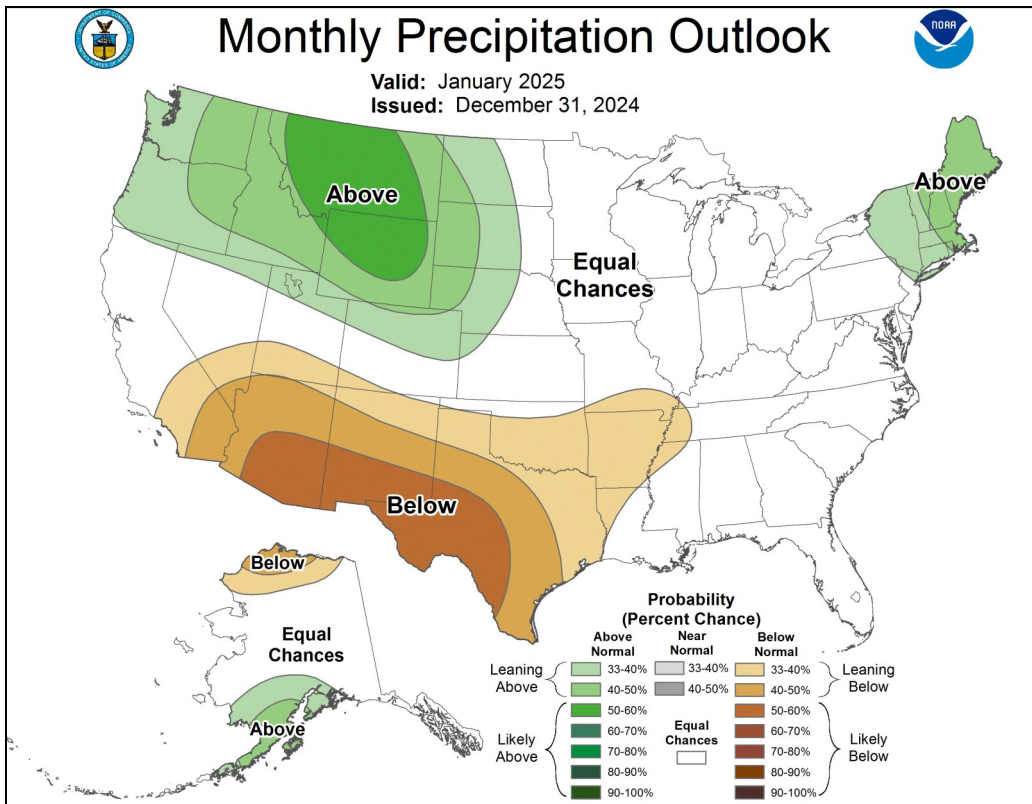 Monthly Precipitation Outlook
Valid: January 2025
Issued: December 31, 2024
NOAA
Above
Above
Equal
Chances
Below
Below
Equal
Chances
Above
Probability
(Percent Chance)
Above
Normal
Near
Normal
Below
Normal
Leaning
Above
33-40%
33-40%
33-40%
Leaning
Below
40-50%
40-50%
40-50%
Likely
Above
50-60%
60-70%
70-80%
80-90%
90-100%
Equal
Chances
50-60%
60-70%
70-80%
80-90%
90-100%
Likely
Below